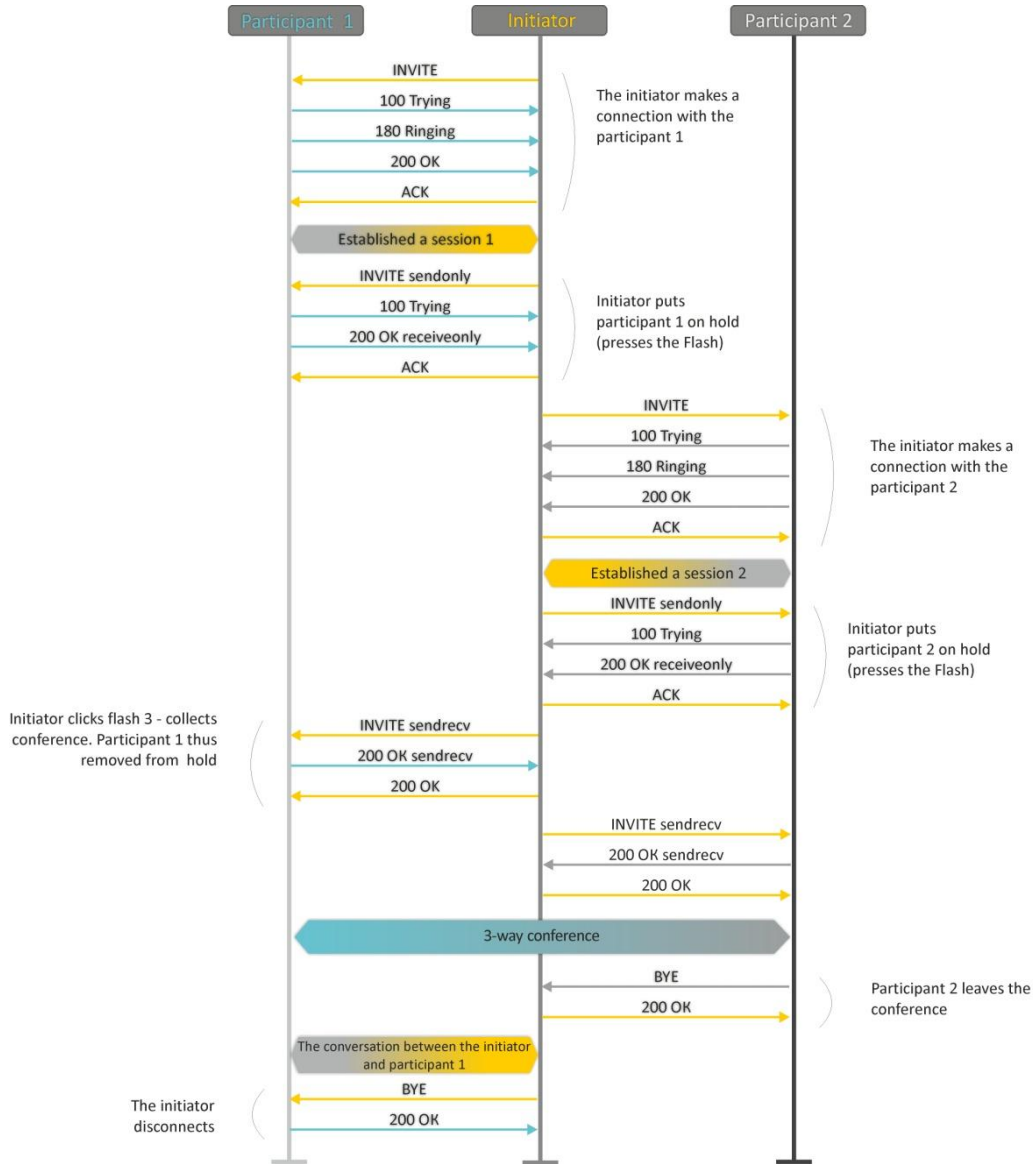 Participant 1
Initiator
Participant 2
INVITE
100 Trying
180 Ringing
200 OK
ACK
The initiator makes a
connection with the
participant 1
Established a session 1
INVITE sendonly
100 Trying
200 OK receiveonly
ACK
Initiator puts
participant 1 on hold
(presses the Flash)
INVITE
100 Trying
180 Ringing
200 OK
ACK
The initiator makes a
connection with the
participant 2
Established a session 2
INVITE sendonly
100 Trying
200 OK receiveonly
ACK
Initiator puts
participant 2 on hold
(presses the Flash)
Initiator clicks flash 3 - collects
conference. Participant 1 thus
removed from hold
INVITE sendrecv
200 OK sendrecv
200 OK
INVITE sendrecv
200 OK sendrecv
200 OK
3-way conference
BYE
200 OK
Participant 2 leaves the
conference
The conversation between the initiator
and participant 1
BYE
200 OK
The initiator
disconnects